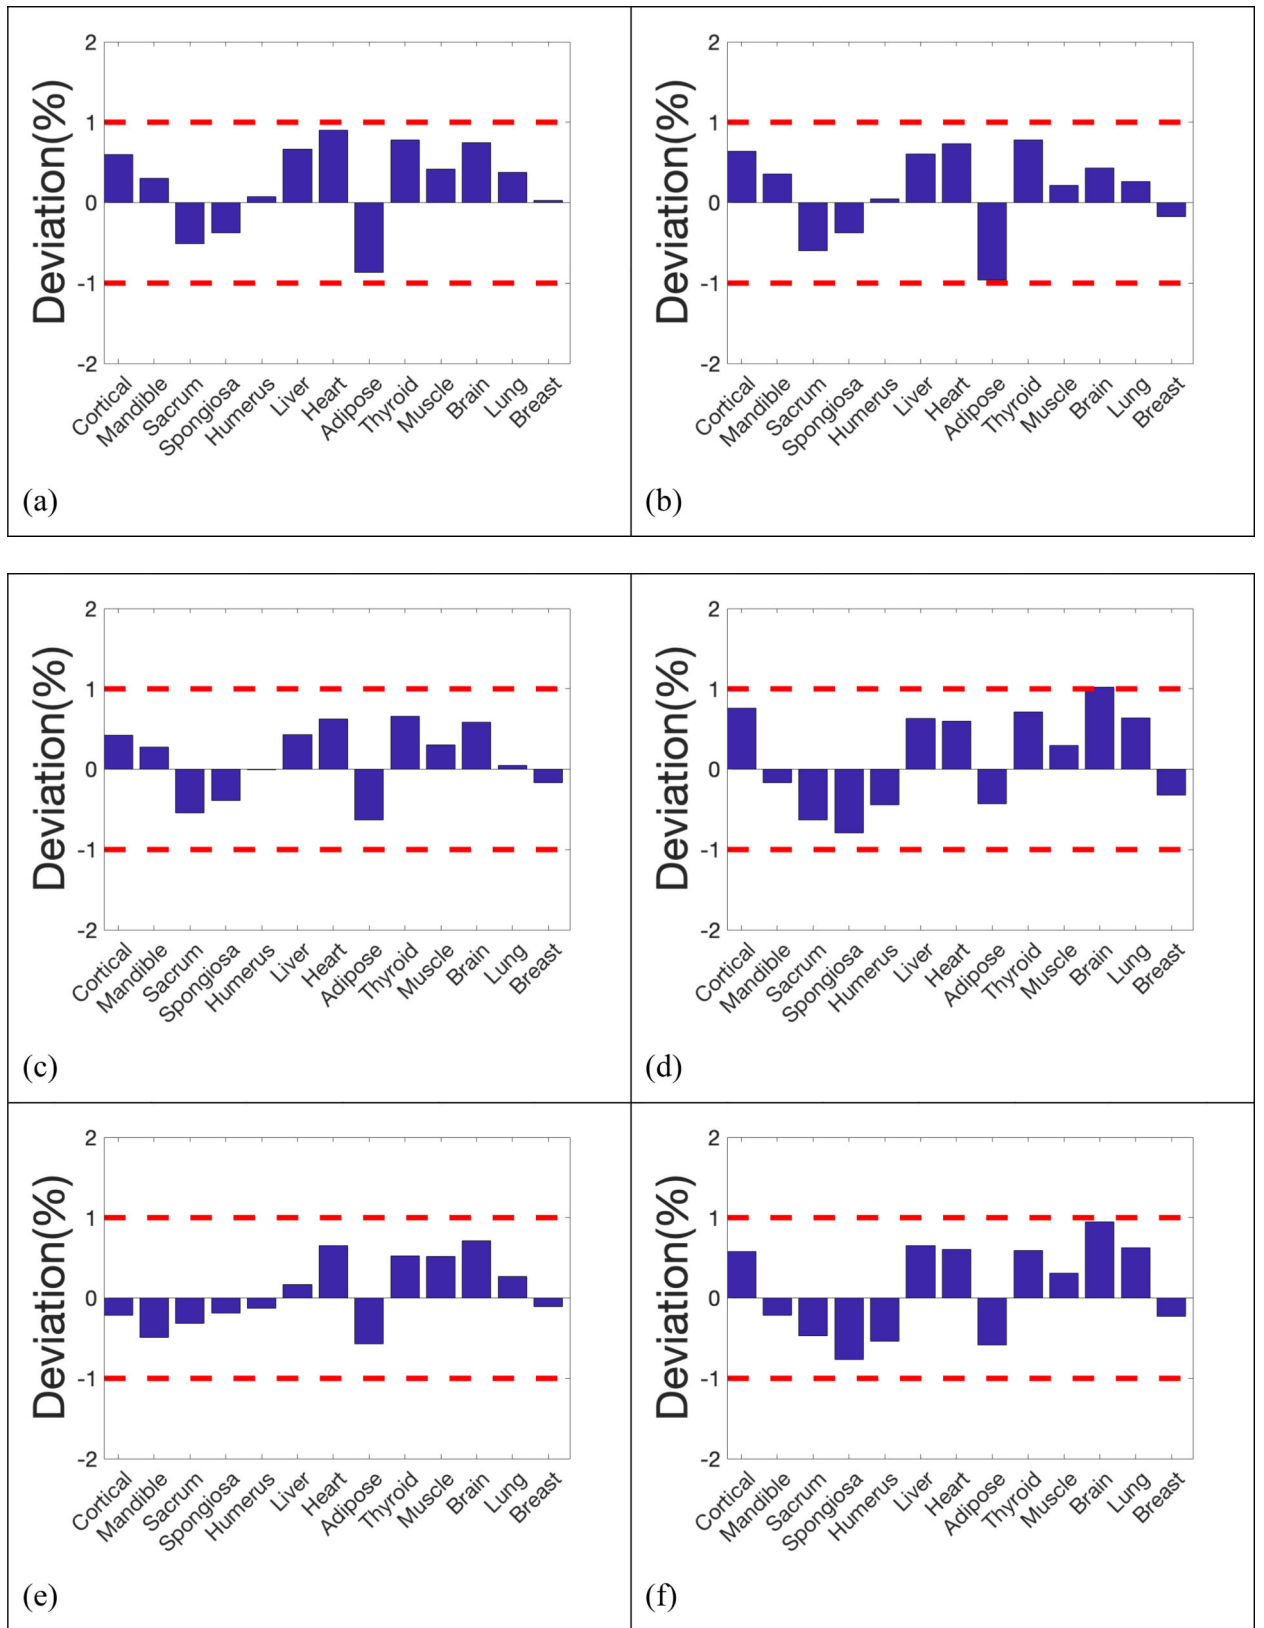 Deviation(%)
2
1
0
-1
-2
Cortical
Mandible
Sacrum
Spongiosa
Humerus
Liver
Heart
Adipose
Thyroid
Muscle
Brain
Lung
Breast
(a)
Deviation(%)
2
1
0
-1
-2
Cortical
Mandible
Sacrum
Spongiosa
Humerus
Liver
Heart
Adipose
Thyroid
Muscle
Brain
Lung
Breast
(b)
Deviation(%)
2
1
0
-1
-2
Cortical
Mandible
Sacrum
Spongiosa
Humerus
Liver
Heart
Adipose
Thyroid
Muscle
Brain
Lung
Breast
(c)
Deviation(%)
2
1
0
-1
-2
Cortical
Mandible
Sacrum
Spongiosa
Humerus
Liver
Heart
Adipose
Thyroid
Muscle
Brain
Lung
Breast
(d)
Deviation(%)
2
1
0
-1
-2
Cortical
Mandible
Sacrum
Spongiosa
Humerus
Liver
Heart
Adipose
Thyroid
Muscle
Brain
Lung
Breast
(e)
Deviation(%)
2
1
0
-1
-2
Cortical
Mandible
Sacrum
Spongiosa
Humerus
Liver
Heart
Adipose
Thyroid
Muscle
Brain
Lung
Breast
(f)